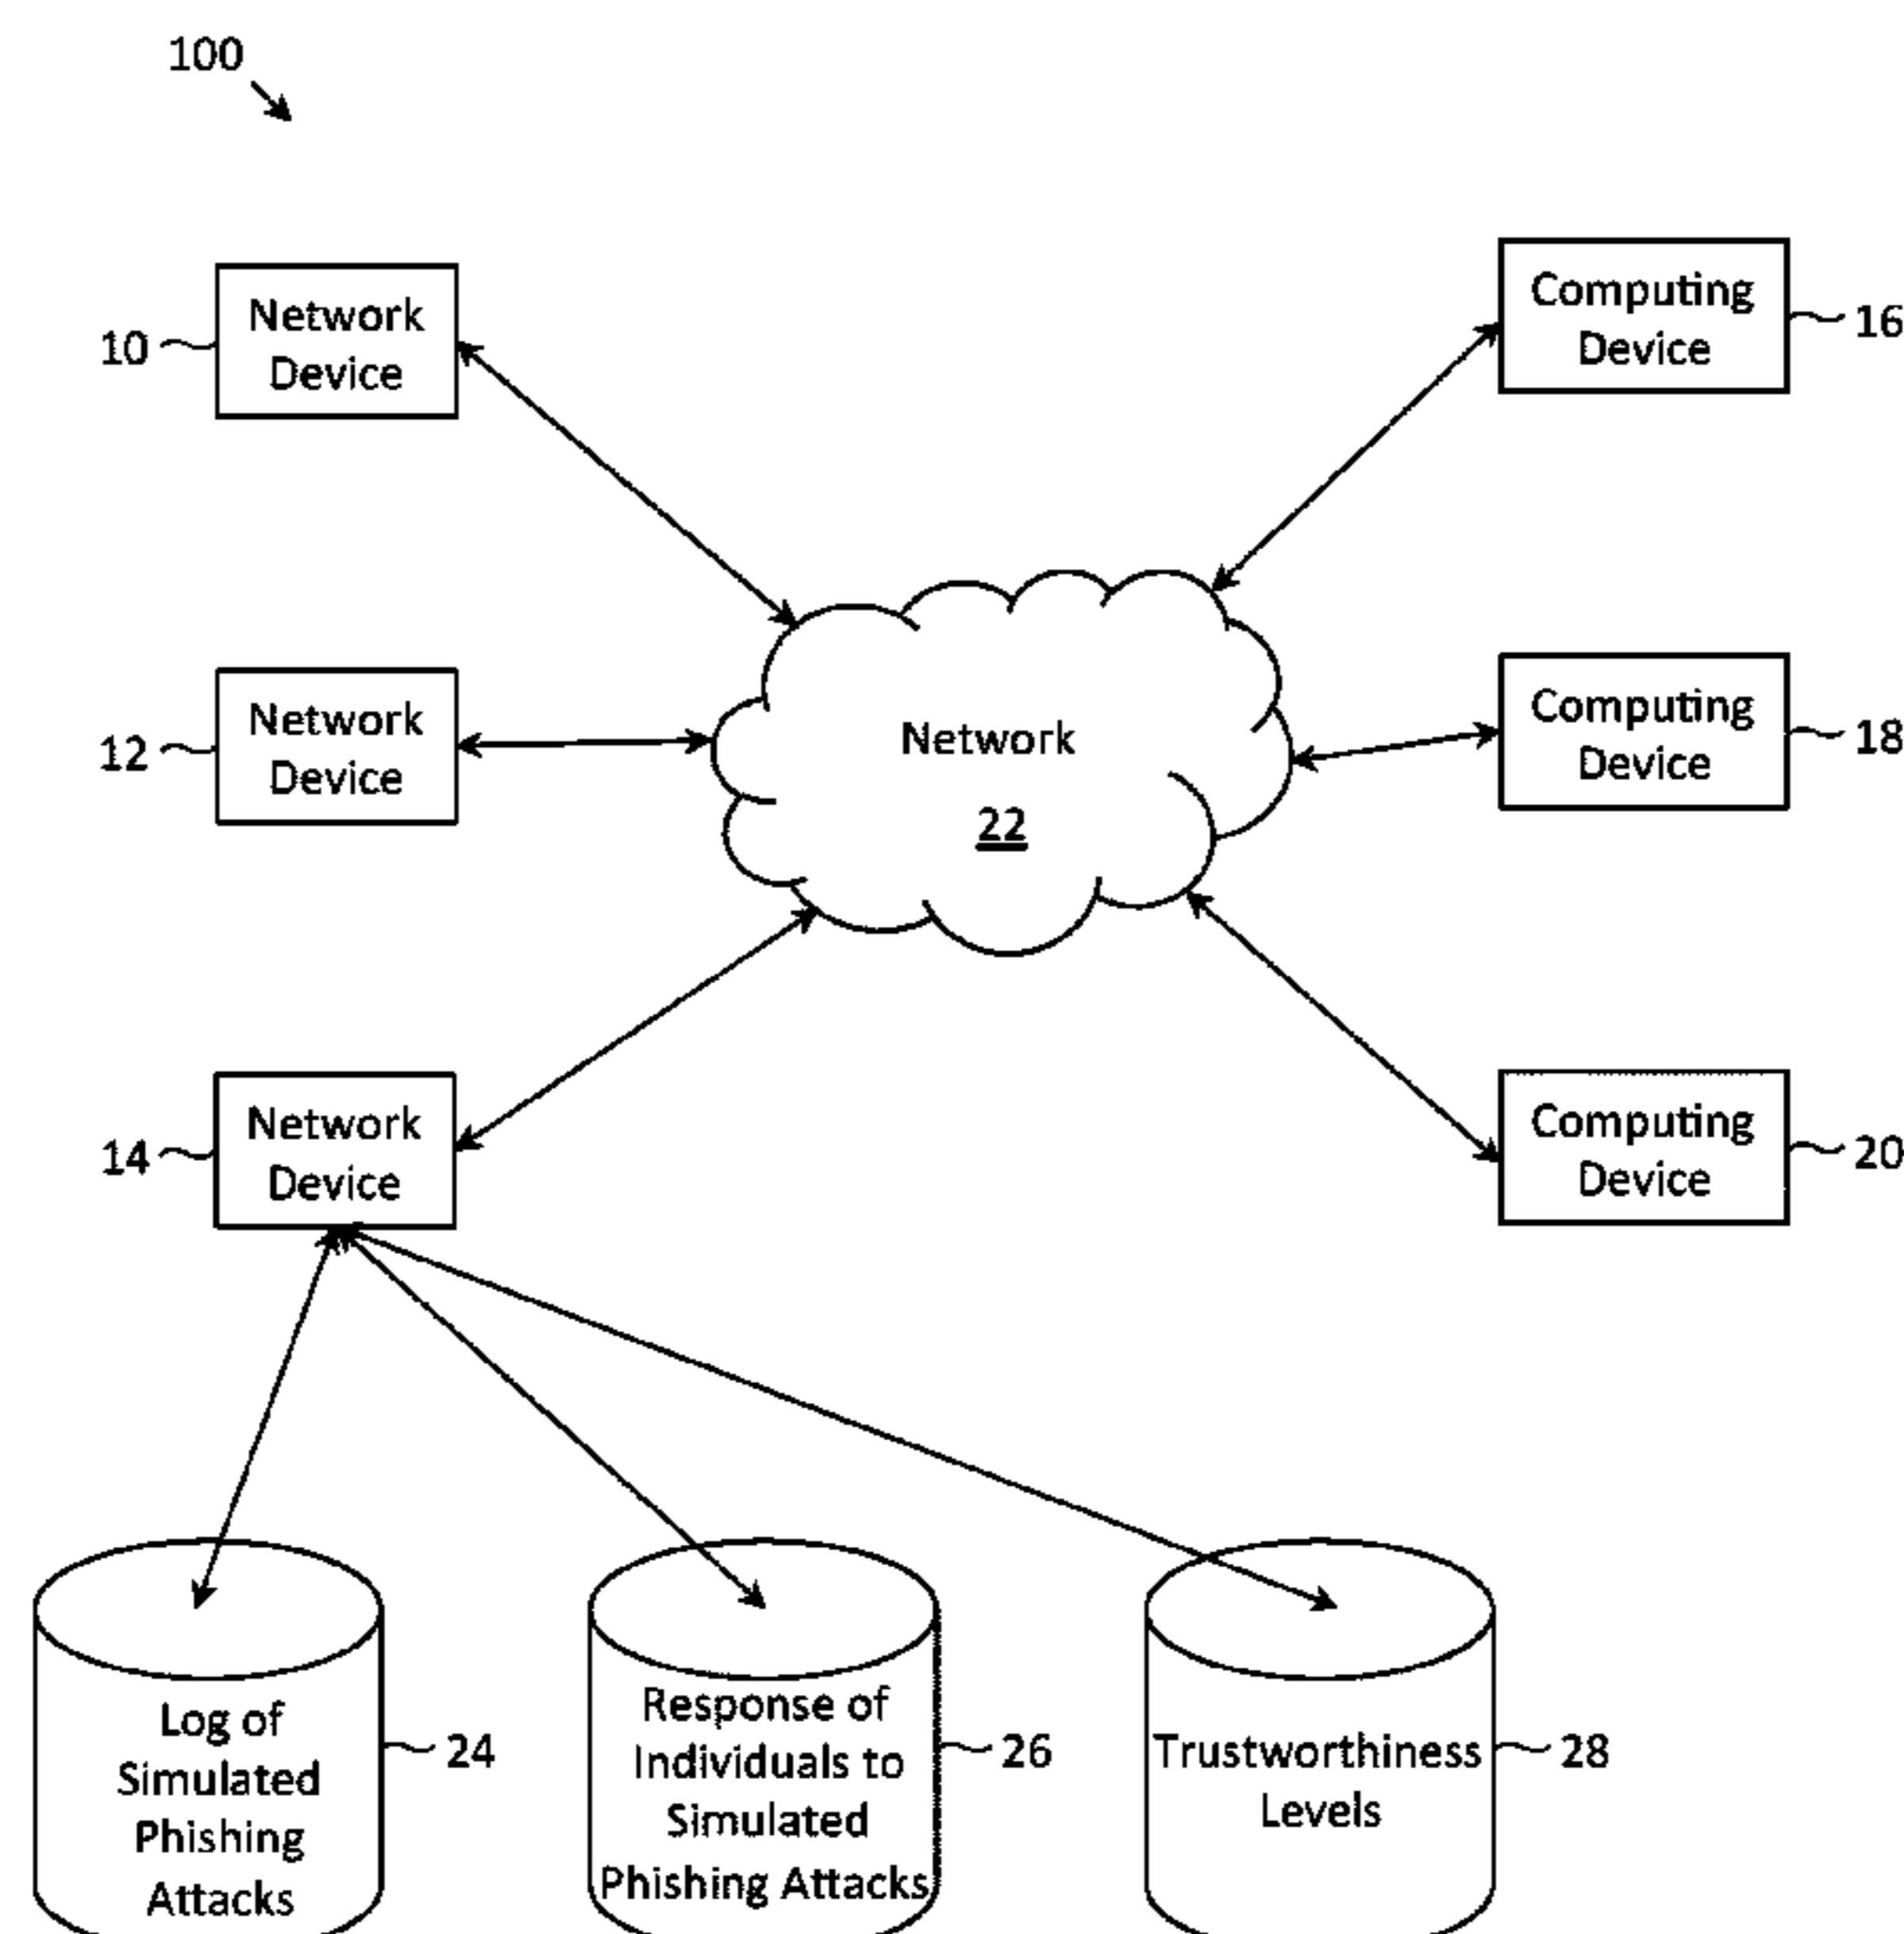 100
Network
Device
10
Computing
Device
16
Network
Device
12
Network
22
Computing
Device
18
Network
Device
14
Computing
Device
20
Log of
Simulated
Phishing
Attacks
24
Response of
Individuals to
Simulated
Phishing Attacks
26
Trustworthiness
Levels
28